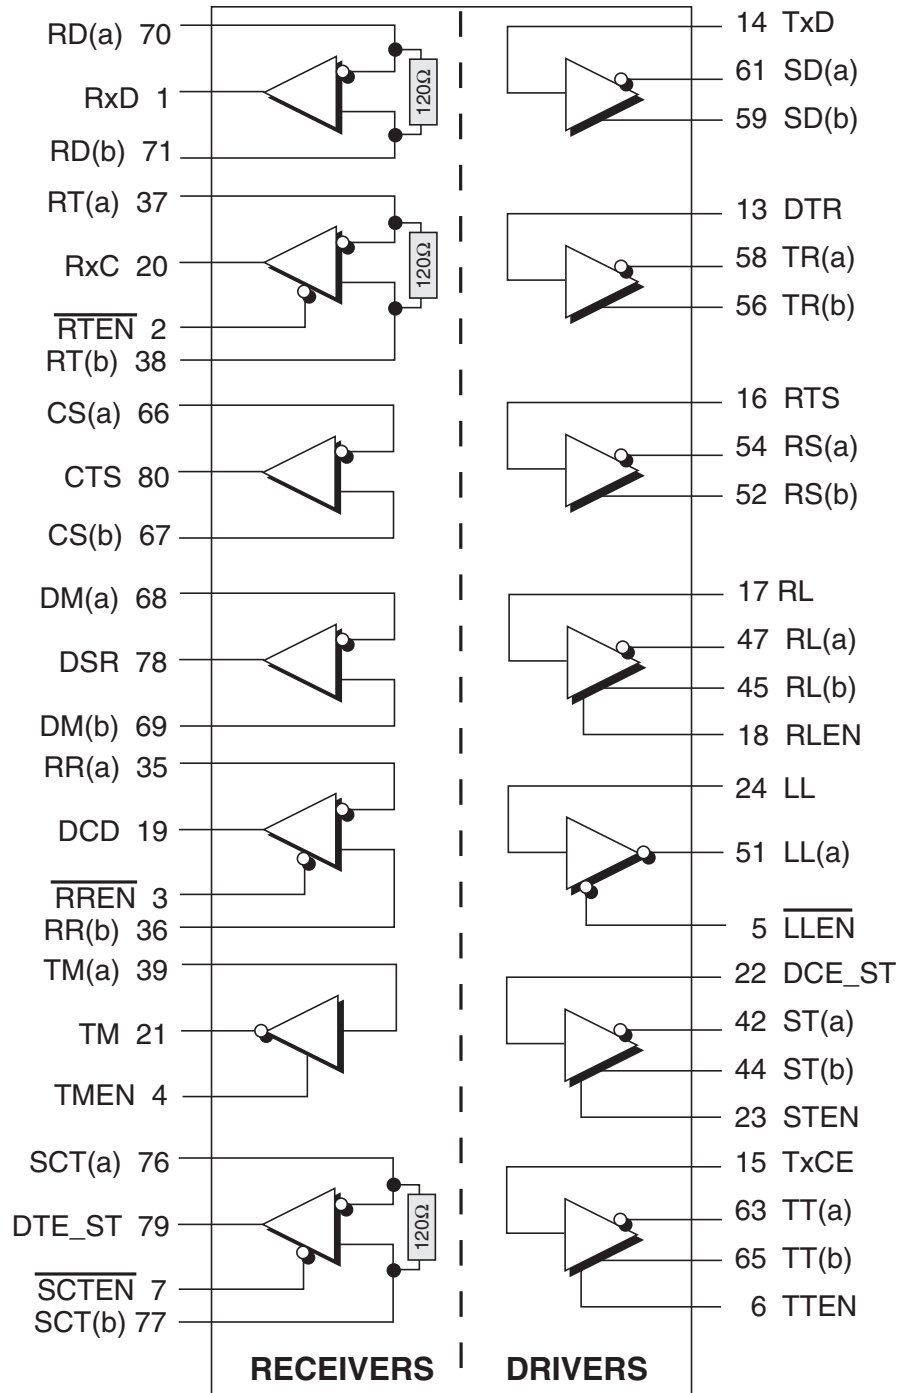 RD(a) 70
RxD 1
RD(b) 71
120Ω
RT(a) 37
RxC 20
RTEN 2
RT(b) 38
120Ω
CS(a) 66
CTS 80
CS(b) 67
DM(a) 68
DSR 78
DM(b) 69
RR(a) 35
DCD 19
RREN 3
RR(b) 36
TM(a) 39
TM 21
TMEN 4
SCT(a) 76
DTE_ST 79
SCTEN 7
SCT(b) 77
120Ω
RECEIVERS
14 TxD
61 SD(a)
59 SD(b)
13 DTR
58 TR(a)
56 TR(b)
16 RTS
54 RS(a)
52 RS(b)
17 RL
47 RL(a)
45 RL(b)
18 RLEN
24 LL
51 LL(a)
5 LLEN
22 DCE_ST
42 ST(a)
44 ST(b)
23 STEN
15 TxCE
63 TT(a)
65 TT(b)
6 TTEN
DRIVERS